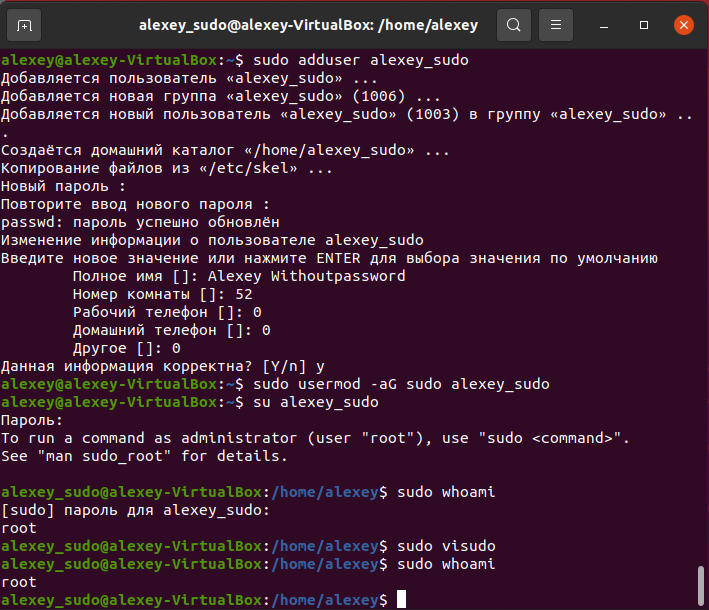 alexey_sudo@alexey-VirtualBox: /home/alexey
alexey@alexey-VirtualBox:~$ sudo adduser alexey_sudo
Добавляется пользователь «alexey_sudo» ...
Добавляется новая группа «alexey_sudo» (1006) ...
Добавляется новый пользователь «alexey_sudo» (1003) в группу «alexey_sudo» ..
.
Создаётся домашний каталог «/home/alexey_sudo» ...
Копирование файлов из «/etc/skel» ...
Новый пароль :
Повторите ввод нового пароля :
passwd: пароль успешно обновлён
Изменение информации о пользователе alexey_sudo
Введите новое значение или нажмите ENTER для выбора значения по умолчанию
Полное имя []: Alexey Withoutpassword
Номер комнаты []: 52
Рабочий телефон []: 0
Домашний телефон []: 0
Другое []: 0
Данная информация корректна? [Y/n] y
alexey@alexey-VirtualBox:~$ sudo usermod -aG sudo alexey_sudo
alexey@alexey-VirtualBox:~$ su alexey_sudo
Пароль:
To run a command as administrator (user "root"), use "sudo <command>".
See "man sudo_root" for details.
alexey_sudo@alexey-VirtualBox:/home/alexey$ sudo whoami
[sudo] пароль для alexey_sudo:
root
alexey_sudo@alexey-VirtualBox:/home/alexey$ sudo visudo
alexey_sudo@alexey-VirtualBox:/home/alexey$ sudo whoami
root
alexey_sudo@alexey-VirtualBox:/home/alexey$